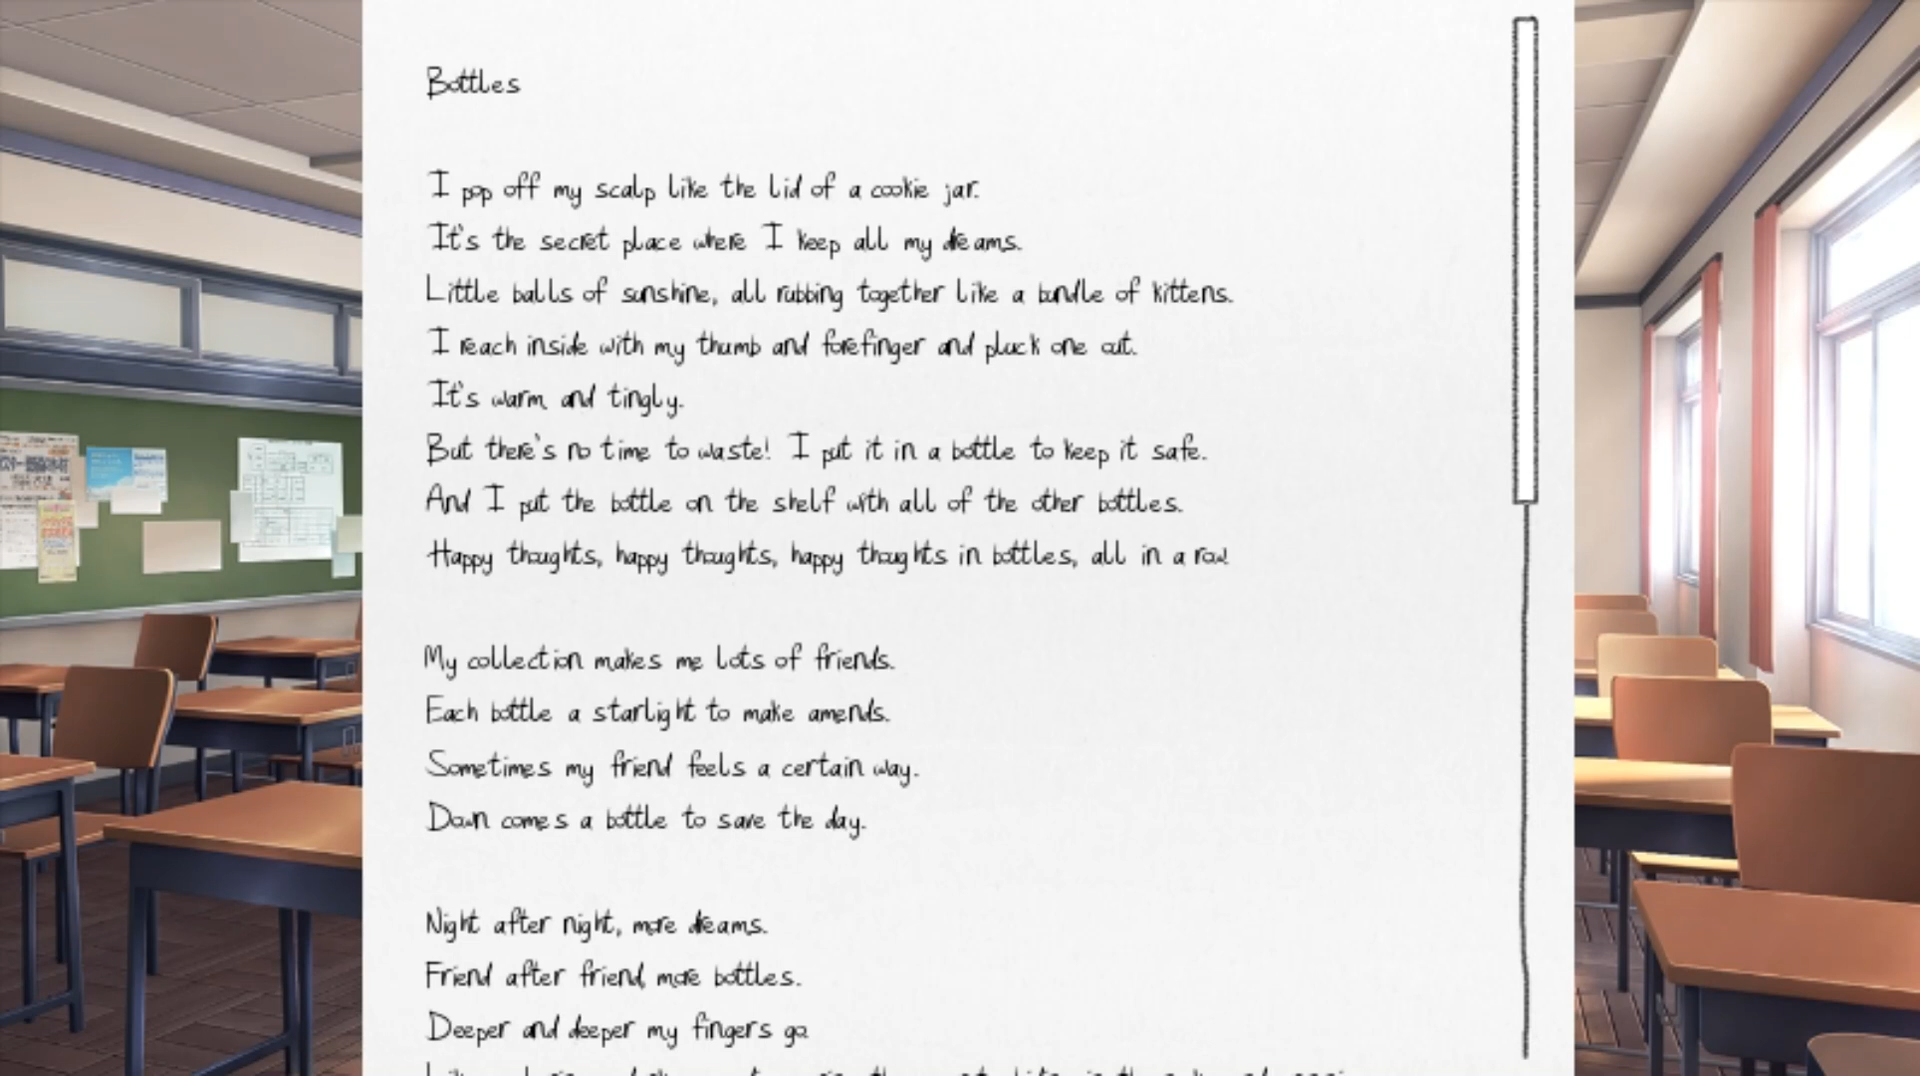 Bottles
I pop off my scalp like the lid of a cookie jar.
It's the secret place where I keep all my dreams.
Little balls of sunshine, all rubbing together like a bundle of kittens.
I reach inside with my thumb and forefinger and pluck one out.
It's warm and tingly.
But there's no time to waste! I put it in a bottle to keep it safe.
And I put the bottle on the shelf with all of the other bottles.
Happy thoughts, happy thoughts, happy thoughts in bottles, all in a row.
My collection makes me lots of friends.
Each bottle a starlight to make amends.
Sometimes my friend feels a certain way.
Down comes a bottle to save the day.
Night after night, more dreams.
Friend after friend, more bottles.
Deeper and deeper my fingers go.